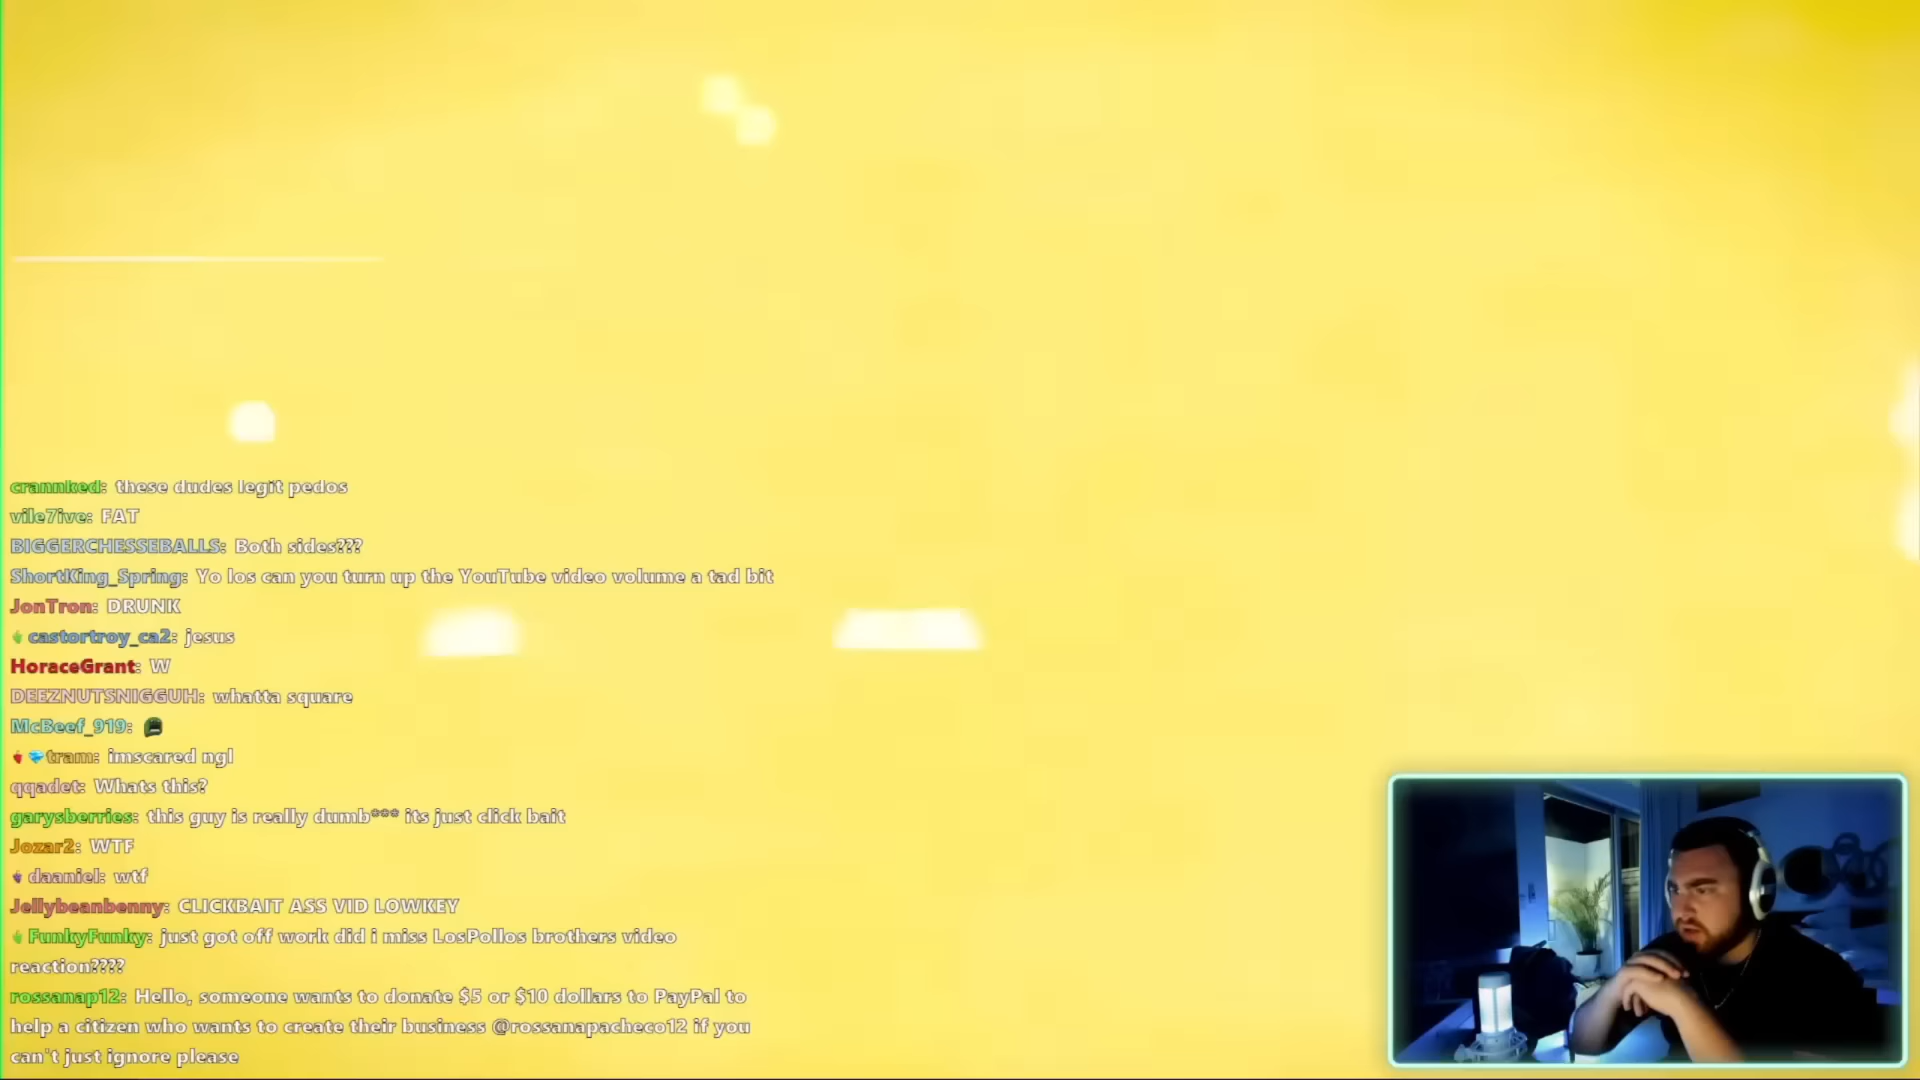 crannked: these dudes legit pedos
vile7ive: FAT
BIGGERCHESSEBALLS: Both sides???
ShortKing_Spring: Yo los can you turn up the YouTube video volume a tad bit
JonTron: DRUNK
castortroy_ca2: jesus
HoraceGrant: W
DEEZNUTSNIGGUH: whatta square
McBeef_919:
tram: imscared ngl
qqadet: Whats this?
garysberries: this guy is really dumb*** its just click bait
Jozar2: WTF
daaniel: wtf
Jellybeanbenny: CLICKBAIT ASS VID LOWKEY
FunkyFunky: just got off work did i miss LosPollos brothers video
reaction????
rossanap12: Hello, someone wants to donate $5 or $10 dollars to PayPal to
help a citizen who wants to create their business @rossanapacheco12 if you
can't just ignore please